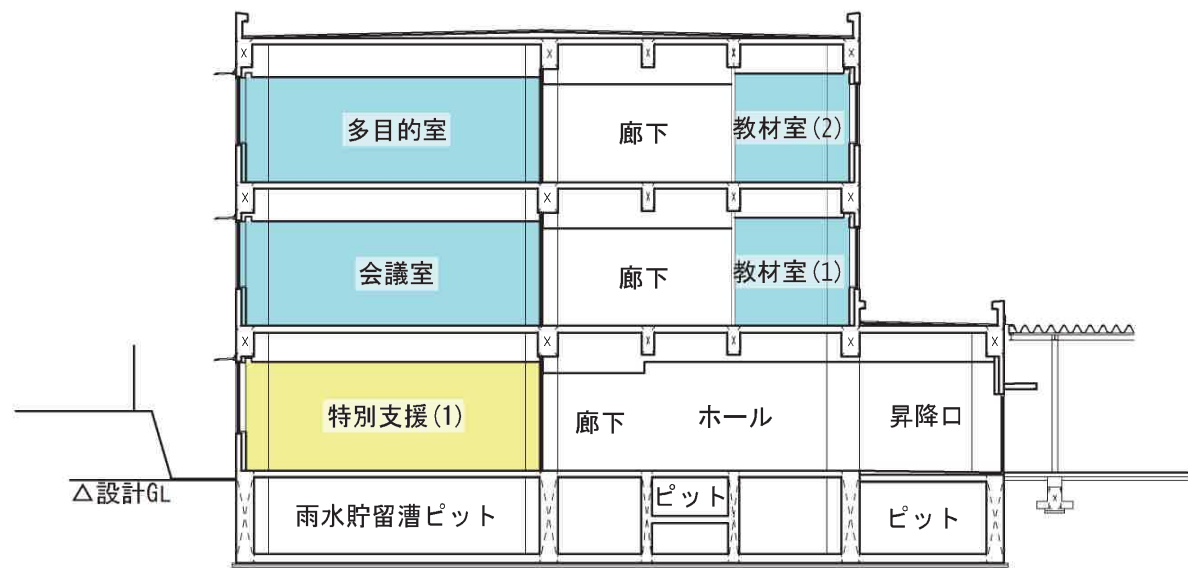 多目的室
廊下
教材室(2)
会議室
廊下
教材室(1)
特別支援(1)
廊下
ホール
昇降口
△設計GL
雨水貯留漕ピット
ピット
ピット